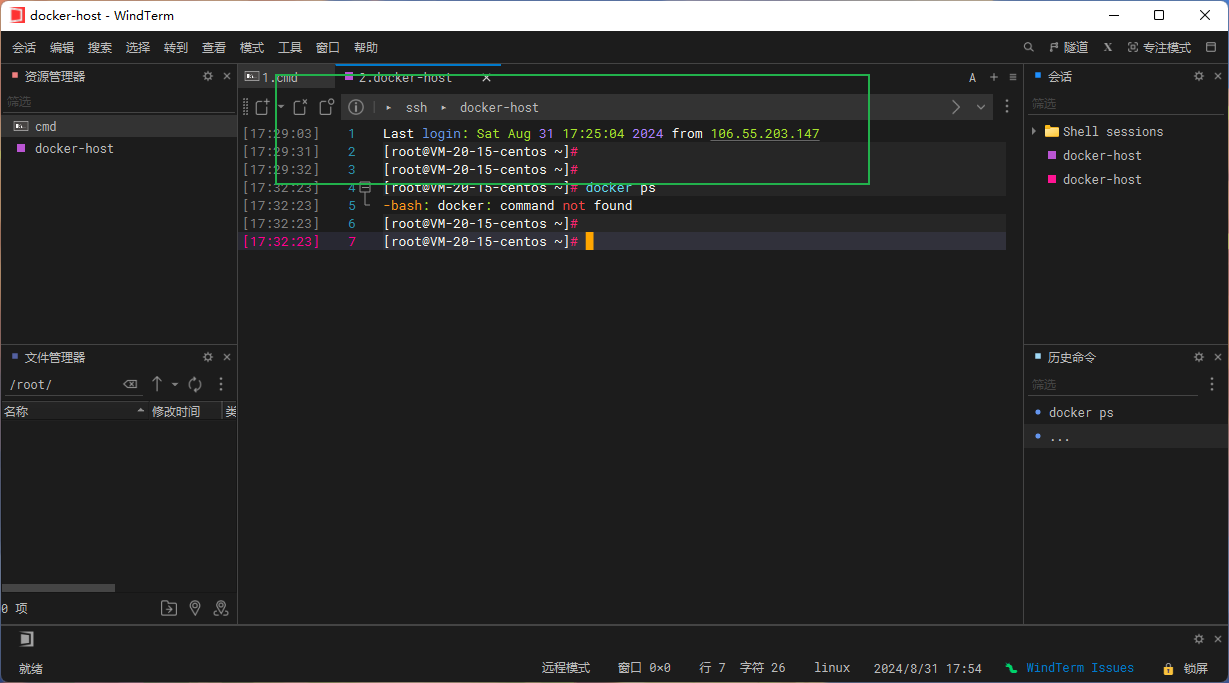 docker-host - WindTerm
会话 编辑 搜索 选择 转到 查看 模式 工具 窗口 帮助 隧道 X 专注模式
资源管理器
筛选
cmd
docker-host
1.cmd 2.docker-host A
ssh docker-host
[17:29:03] 1 Last login: Sat Aug 31 17:25:04 2024 from 106.55.203.147
[17:29:31] 2 [root@VM-20-15-centos ~]#
[17:29:32] 3 [root@VM-20-15-centos ~]#
[17:32:23] 4 [root@VM-20-15-centos ~]# docker ps
[17:32:23] 5 -bash: docker: command not found
[17:32:23] 6 [root@VM-20-15-centos ~]#
[17:32:23] 7 [root@VM-20-15-centos ~]#
会话
筛选
Shell sessions
docker-host
docker-host
文件管理器
/root/
名称 修改时间 类
0 项
历史命令
筛选
docker ps
...
就绪 远程模式 窗口 0×0 行 7 字符 26 linux 2024/8/31 17:54 WindTerm Issues 锁屏